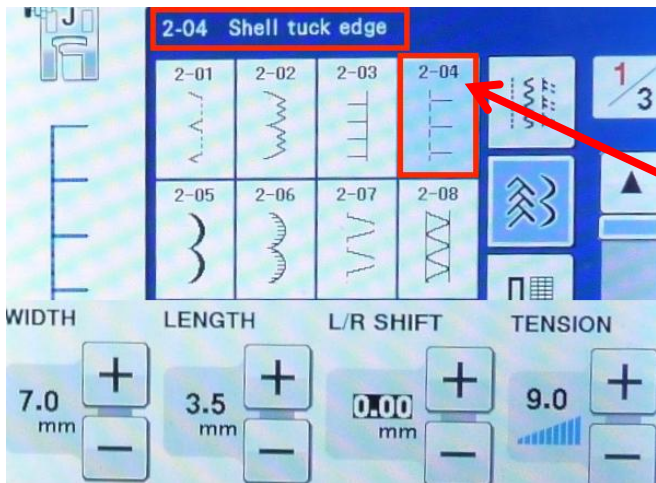 J
2-04 Shell tuck edge
2-01 2-02 2-03 2-04
1/3
2-05 2-06 2-07 2-08
WIDTH LENGTH L/R SHIFT TENSION
+ + + +
7.0 mm 3.5 mm 0.00 mm 9.0
− − − −